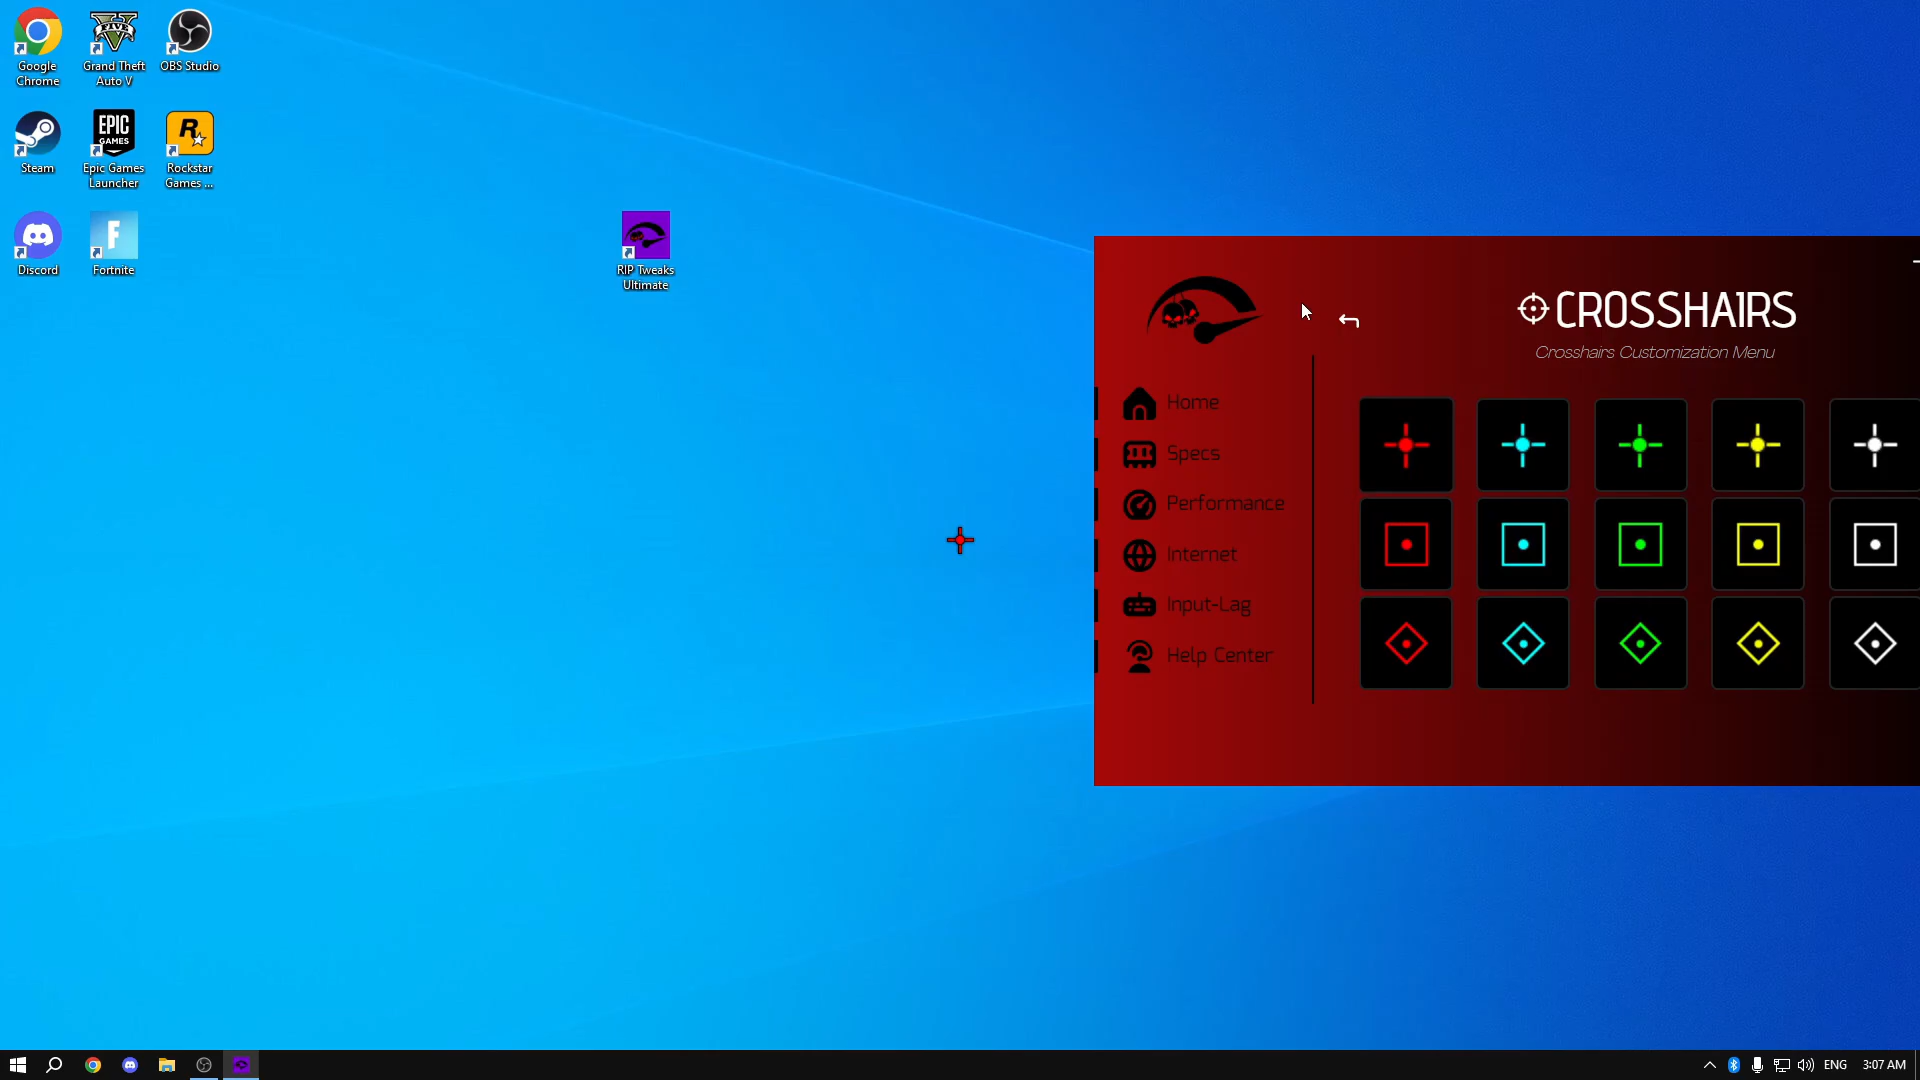 Google
Chrome
Grand Theft
Auto V
OBS Studio
Steam
EPIC
GAMES
Epic Games
Launcher
R
Rockstar
Games ...
Discord
F
Fortnite
RIP Tweaks
Ultimate
CROSSHAIRS
Crosshairs Customization Menu
Home
Specs
Performance
Internet
Input-Lag
Help Center
ENG
3:07 AM